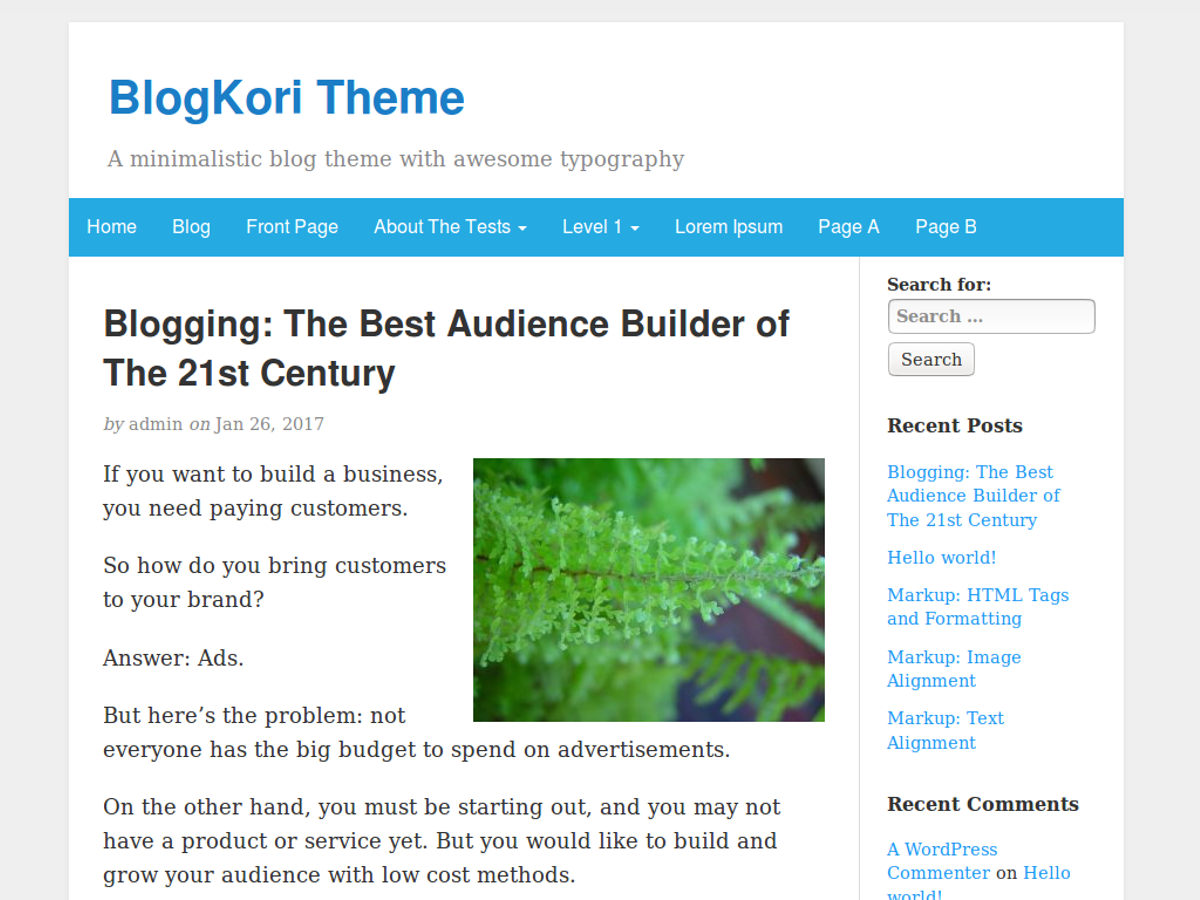 BlogKori Theme
A minimalistic blog theme with awesome typography
Home Blog Front Page About The Tests Level 1 Lorem Ipsum Page A Page B
Blogging: The Best Audience Builder of
The 21st Century
by admin on Jan 26, 2017
If you want to build a business,
you need paying customers.
So how do you bring customers
to your brand?
Answer: Ads.
But here’s the problem: not
everyone has the big budget to spend on advertisements.
On the other hand, you must be starting out, and you may not
have a product or service yet. But you would like to build and
grow your audience with low cost methods.
Search for:
Search ...
Search
Recent Posts
Blogging: The Best
Audience Builder of
The 21st Century
Hello world!
Markup: HTML Tags
and Formatting
Markup: Image
Alignment
Markup: Text
Alignment
Recent Comments
A WordPress
Commenter on Hello
world!